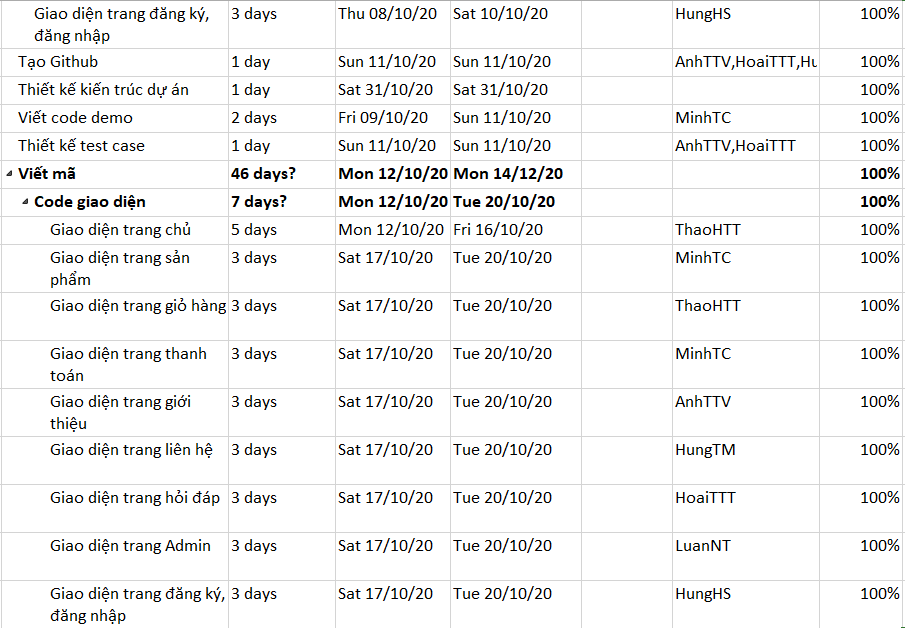 Giao diện trang đăng ký, 3 days Thu 08/10/20 Sat 10/10/20 HungHS 100%
đăng nhập
Tạo Github 1 day Sun 11/10/20 Sun 11/10/20 AnhTTV,HoaiTTT,Hu 100%
Thiết kế kiến trúc dự án 1 day Sat 31/10/20 Sat 31/10/20 100%
Viết code demo 2 days Fri 09/10/20 Sun 11/10/20 MinhTC 100%
Thiết kế test case 1 day Sun 11/10/20 Sun 11/10/20 AnhTTV,HoaiTTT 100%
Viết mã 46 days? Mon 12/10/20 Mon 14/12/20 100%
Code giao diện 7 days? Mon 12/10/20 Tue 20/10/20 100%
Giao diện trang chủ 5 days Mon 12/10/20 Fri 16/10/20 ThaoHTT 100%
Giao diện trang sản 3 days Sat 17/10/20 Tue 20/10/20 MinhTC 100%
phẩm
Giao diện trang giỏ hàng 3 days Sat 17/10/20 Tue 20/10/20 ThaoHTT 100%
Giao diện trang thanh 3 days Sat 17/10/20 Tue 20/10/20 MinhTC 100%
toán
Giao diện trang giới 3 days Sat 17/10/20 Tue 20/10/20 AnhTTV 100%
thiệu
Giao diện trang liên hệ 3 days Sat 17/10/20 Tue 20/10/20 HungTM 100%
Giao diện trang hỏi đáp 3 days Sat 17/10/20 Tue 20/10/20 HoaiTTT 100%
Giao diện trang Admin 3 days Sat 17/10/20 Tue 20/10/20 LuanNT 100%
Giao diện trang đăng ký, 3 days Sat 17/10/20 Tue 20/10/20 HungHS 100%
đăng nhập